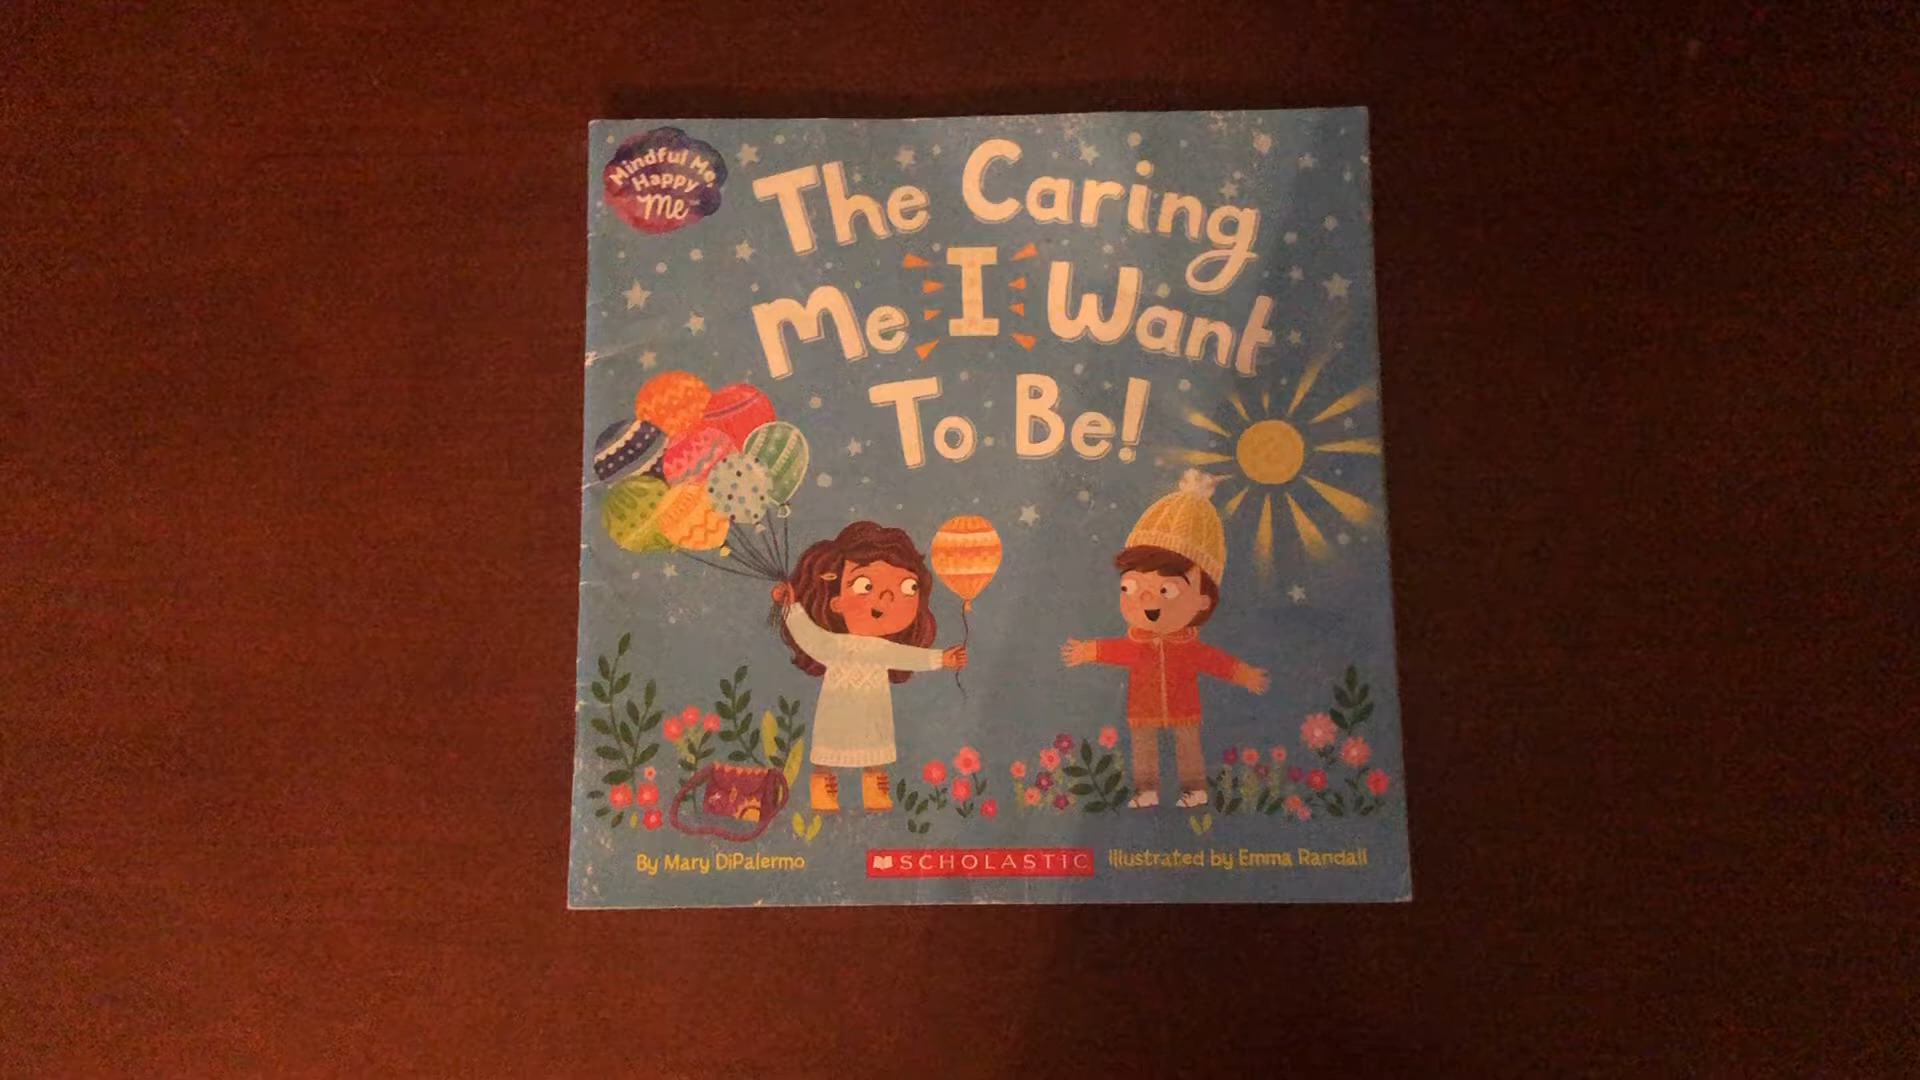 Mindful Me,
Happy
Me
The Caring
Me I Want
To Be!
By Mary DiPalermo
SCHOLASTIC
Illustrated by Emma Randall